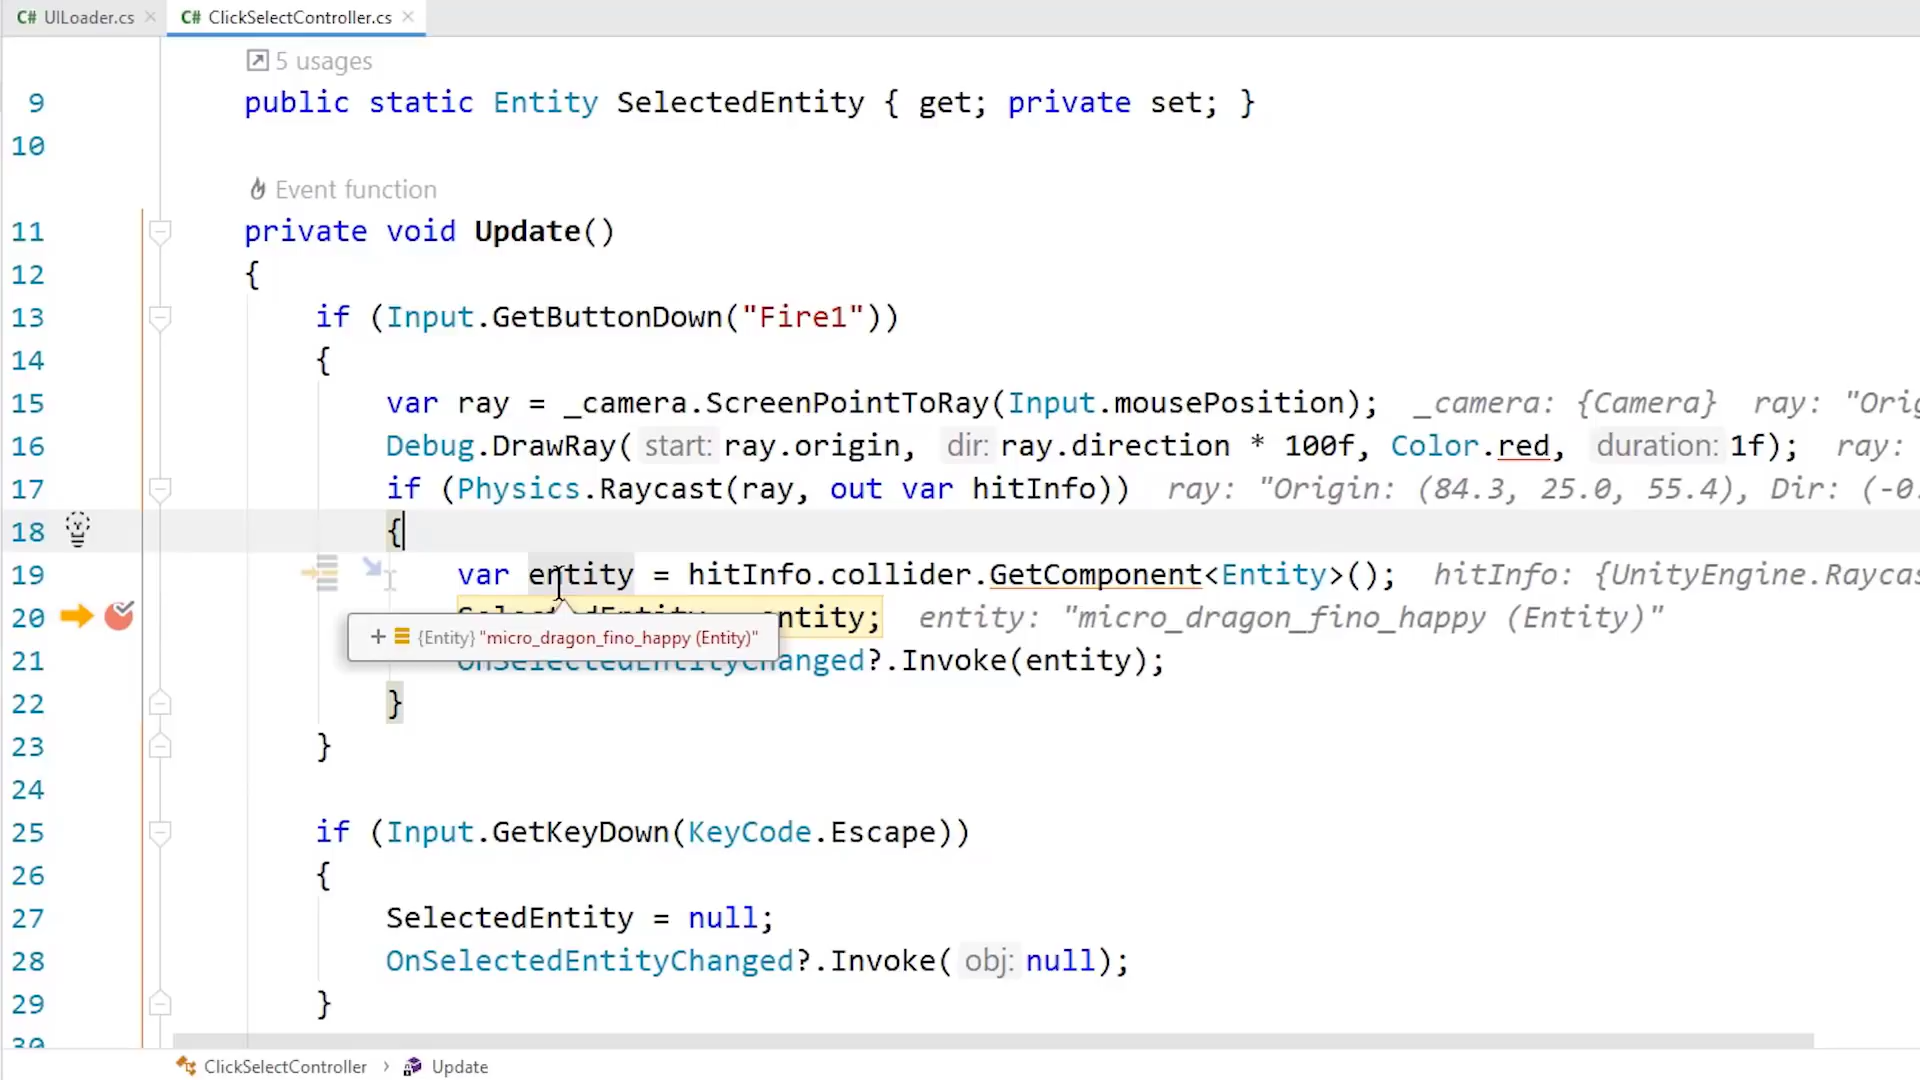 C# UILoader.cs ×
C# ClickSelectController.cs ×
5 usages
9 public static Entity SelectedEntity { get; private set; }
10
Event function
11 private void Update()
12 {
13 if (Input.GetButtonDown("Fire1"))
14 {
15 var ray = _camera.ScreenPointToRay(Input.mousePosition); _camera: {Camera} ray: "Orig
16 Debug.DrawRay( start: ray.origin, dir: ray.direction * 100f, Color.red, duration: 1f); ray:
17 if (Physics.Raycast(ray, out var hitInfo)) ray: "Origin: (84.3, 25.0, 55.4), Dir: (-0.
18 {
19 var entity = hitInfo.collider.GetComponent<Entity>(); hitInfo: {UnityEngine.Raycas
20 SelectedEntity = entity; entity: "micro_dragon_fino_happy (Entity)"
+ {Entity} "micro_dragon_fino_happy (Entity)"
21 OnSelectedEntityChanged?.Invoke(entity);
22 }
23 }
24
25 if (Input.GetKeyDown(KeyCode.Escape))
26 {
27 SelectedEntity = null;
28 OnSelectedEntityChanged?.Invoke( obj: null);
29 }
30
ClickSelectController › Update